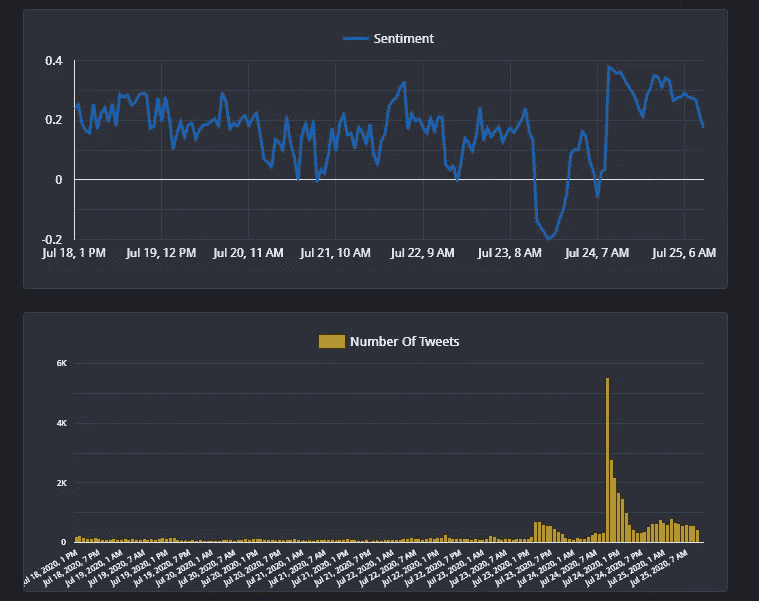 Sentiment
0.4
0.2
0
-0.2
Jul 18, 1 PM Jul 19, 12 PM Jul 20, 11 AM Jul 21, 10 AM Jul 22, 9 AM Jul 23, 8 AM Jul 24, 7 AM Jul 25, 6 AM
Number Of Tweets
6K
4K
2K
0
ul 18, 2020, 1 PM
Jul 18, 2020, 7 PM
Jul 19, 2020, 1 AM
Jul 19, 2020, 7 AM
Jul 19, 2020, 1 PM
Jul 19, 2020, 7 PM
Jul 20, 2020, 1 AM
Jul 20, 2020, 7 AM
Jul 20, 2020, 1 PM
Jul 20, 2020, 7 PM
Jul 21, 2020, 1 AM
Jul 21, 2020, 7 AM
Jul 21, 2020, 1 PM
Jul 21, 2020, 7 PM
Jul 22, 2020, 1 AM
Jul 22, 2020, 7 AM
Jul 22, 2020, 1 PM
Jul 22, 2020, 7 PM
Jul 23, 2020, 1 AM
Jul 23, 2020, 7 AM
Jul 23, 2020, 1 PM
Jul 23, 2020, 7 PM
Jul 24, 2020, 1 AM
Jul 24, 2020, 7 AM
Jul 24, 2020, 1 PM
Jul 24, 2020, 7 PM
Jul 25, 2020, 1 AM
Jul 25, 2020, 7 AM